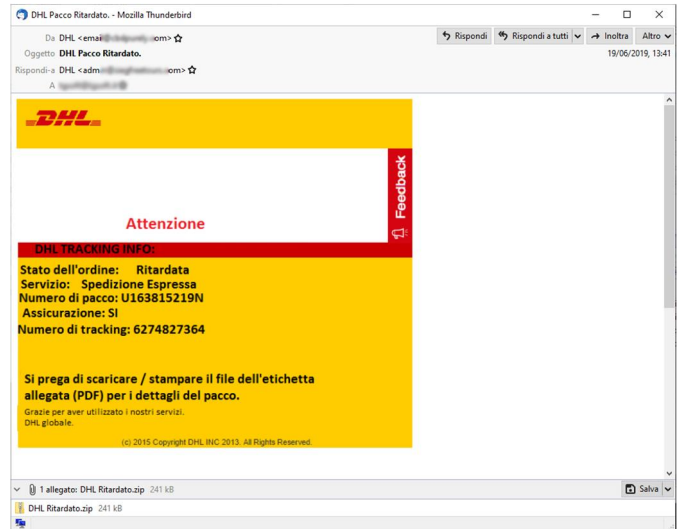 DHL Pacco Ritardato. - Mozilla Thunderbird
Da DHL <email om>
Rispondi Rispondi a tutti Inoltra Altro
Oggetto DHL Pacco Ritardato.
19/06/2019, 13:41
Rispondi-a DHL <adm om>
A
DHL
Feedback
Attenzione
DHL TRACKING INFO:
Stato dell'ordine: Ritardata
Servizio: Spedizione Espressa
Numero di pacco: U163815219N
Assicurazione: SI
Numero di tracking: 6274827364
Si prega di scaricare / stampare il file dell'etichetta
allegata (PDF) per i dettagli del pacco.
Grazie per aver utilizzato i nostri servizi.
DHL globale.
(c) 2015 Copyright DHL INC 2013. All Rights Reserved.
1 allegato: DHL Ritardato.zip 241 kB
Salva
DHL Ritardato.zip 241 kB